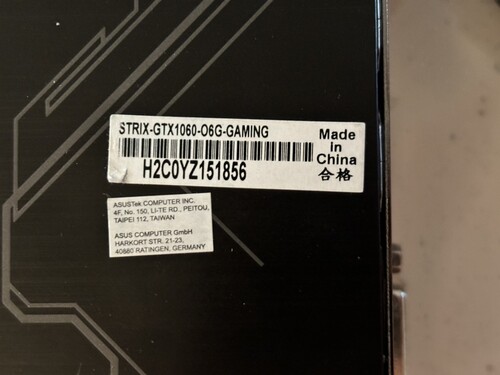 STRIX-GTX1060-O6G-GAMING
H2C0YZ151856
Made in China
合格
ASUSTek COMPUTER INC.
4F, No. 150, LI-TE RD., PEITOU,
TAIPEI 112, TAIWAN
ASUS COMPUTER GmbH
HARKORT STR. 21-23,
40880 RATINGEN, GERMANY